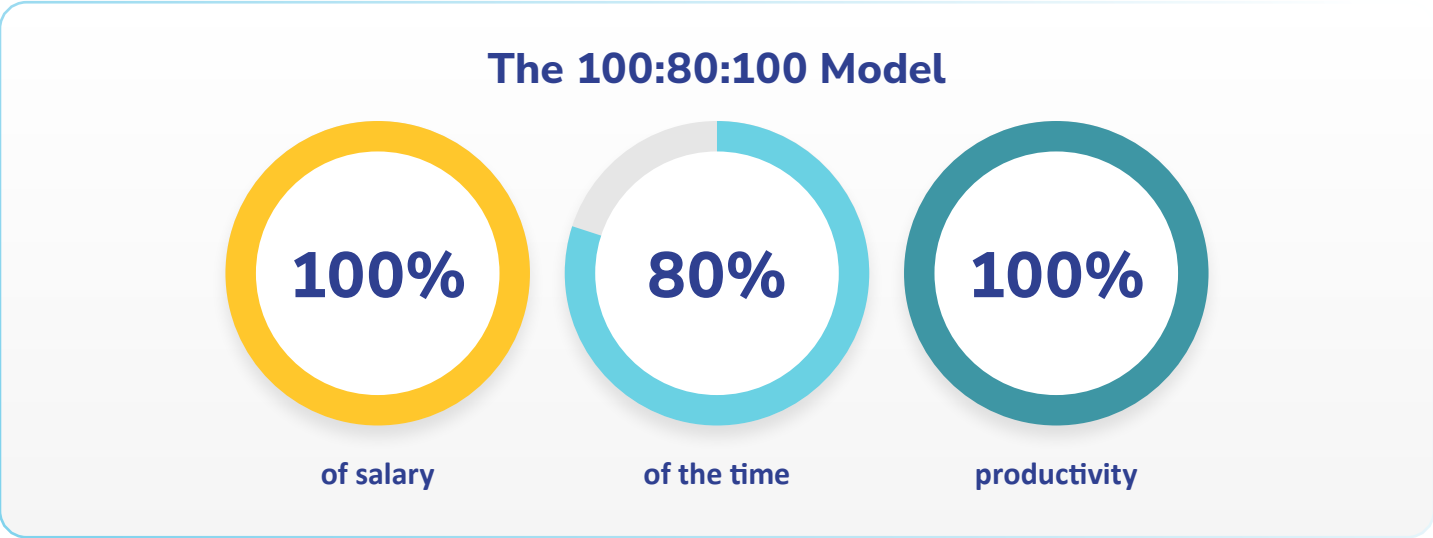 The 100:80:100 Model
100%
80%
100%
of salary
of the time
productivity